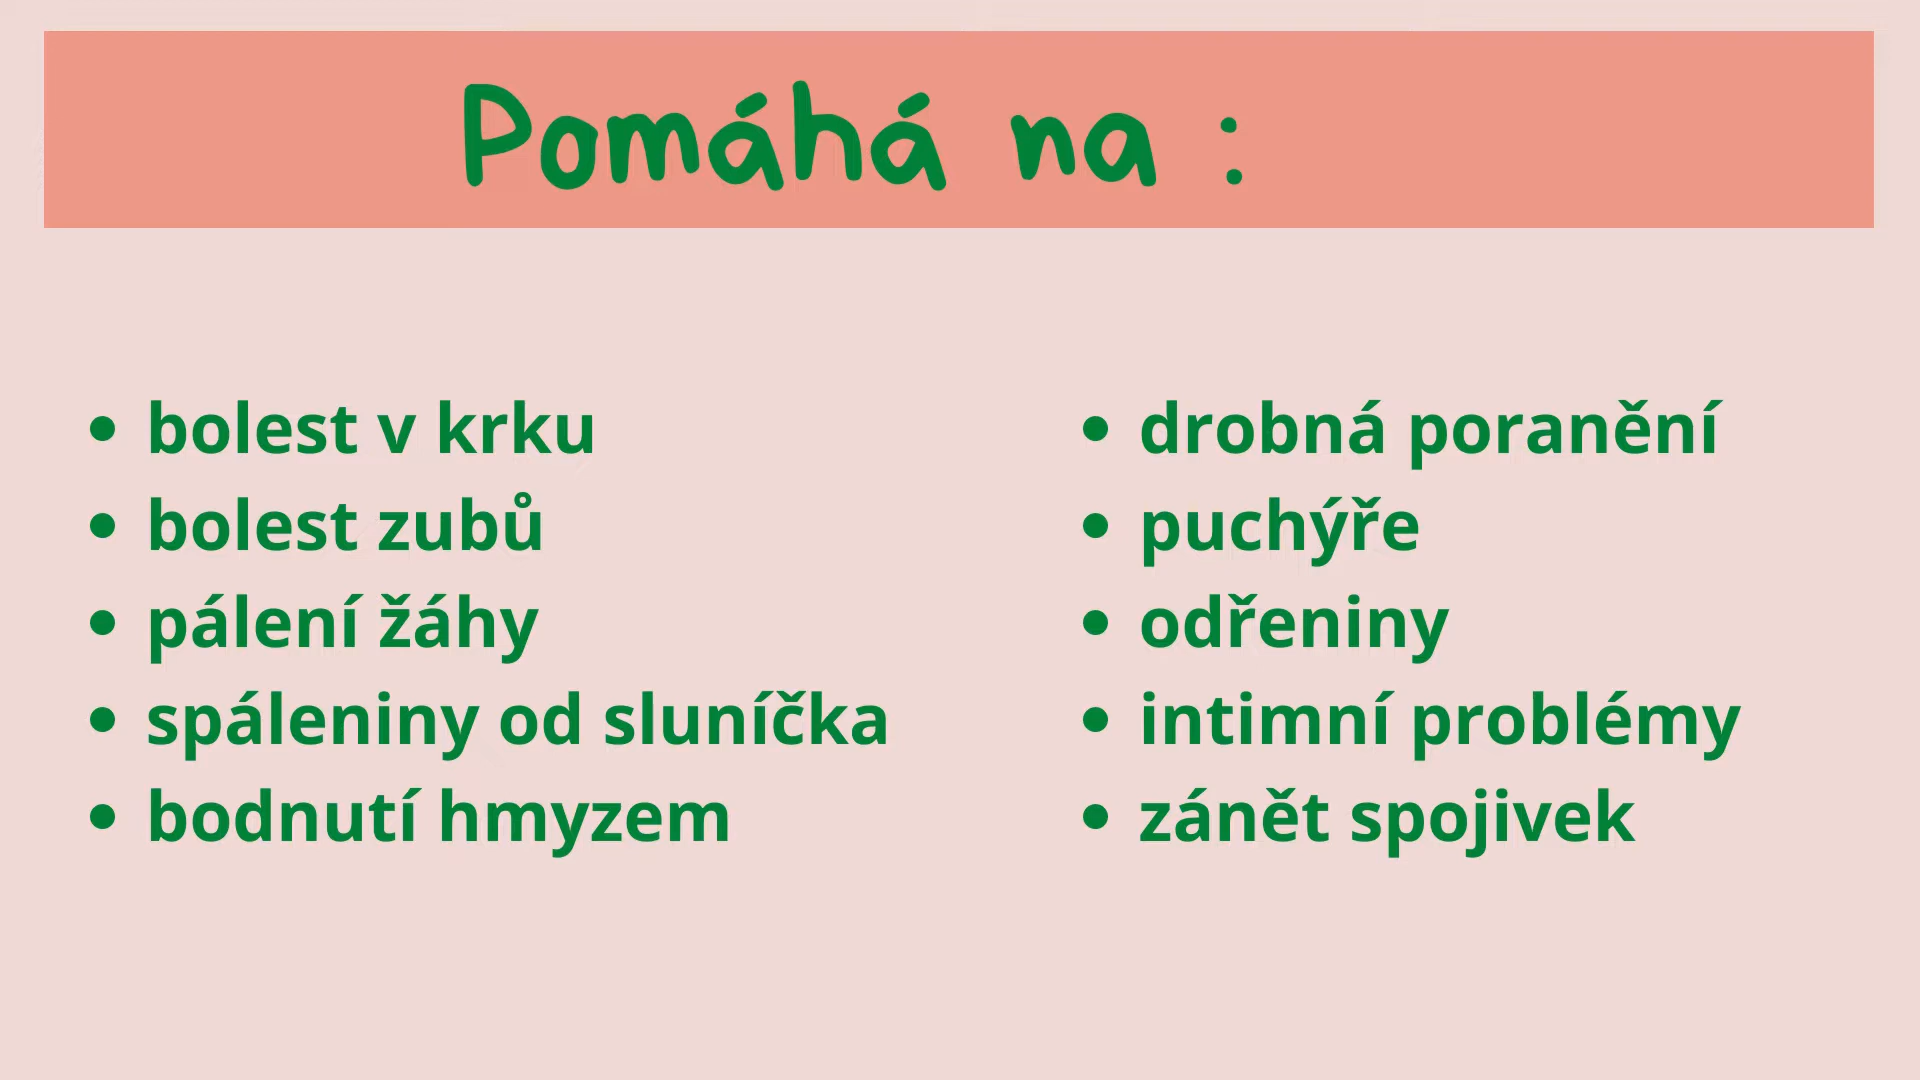 Pomáhá na :
bolest v krku
bolest zubů
pálení žáhy
spáleniny od sluníčka
bodnutí hmyzem
drobná poranění
puchýře
odřeniny
intimní problémy
zánět spojivek